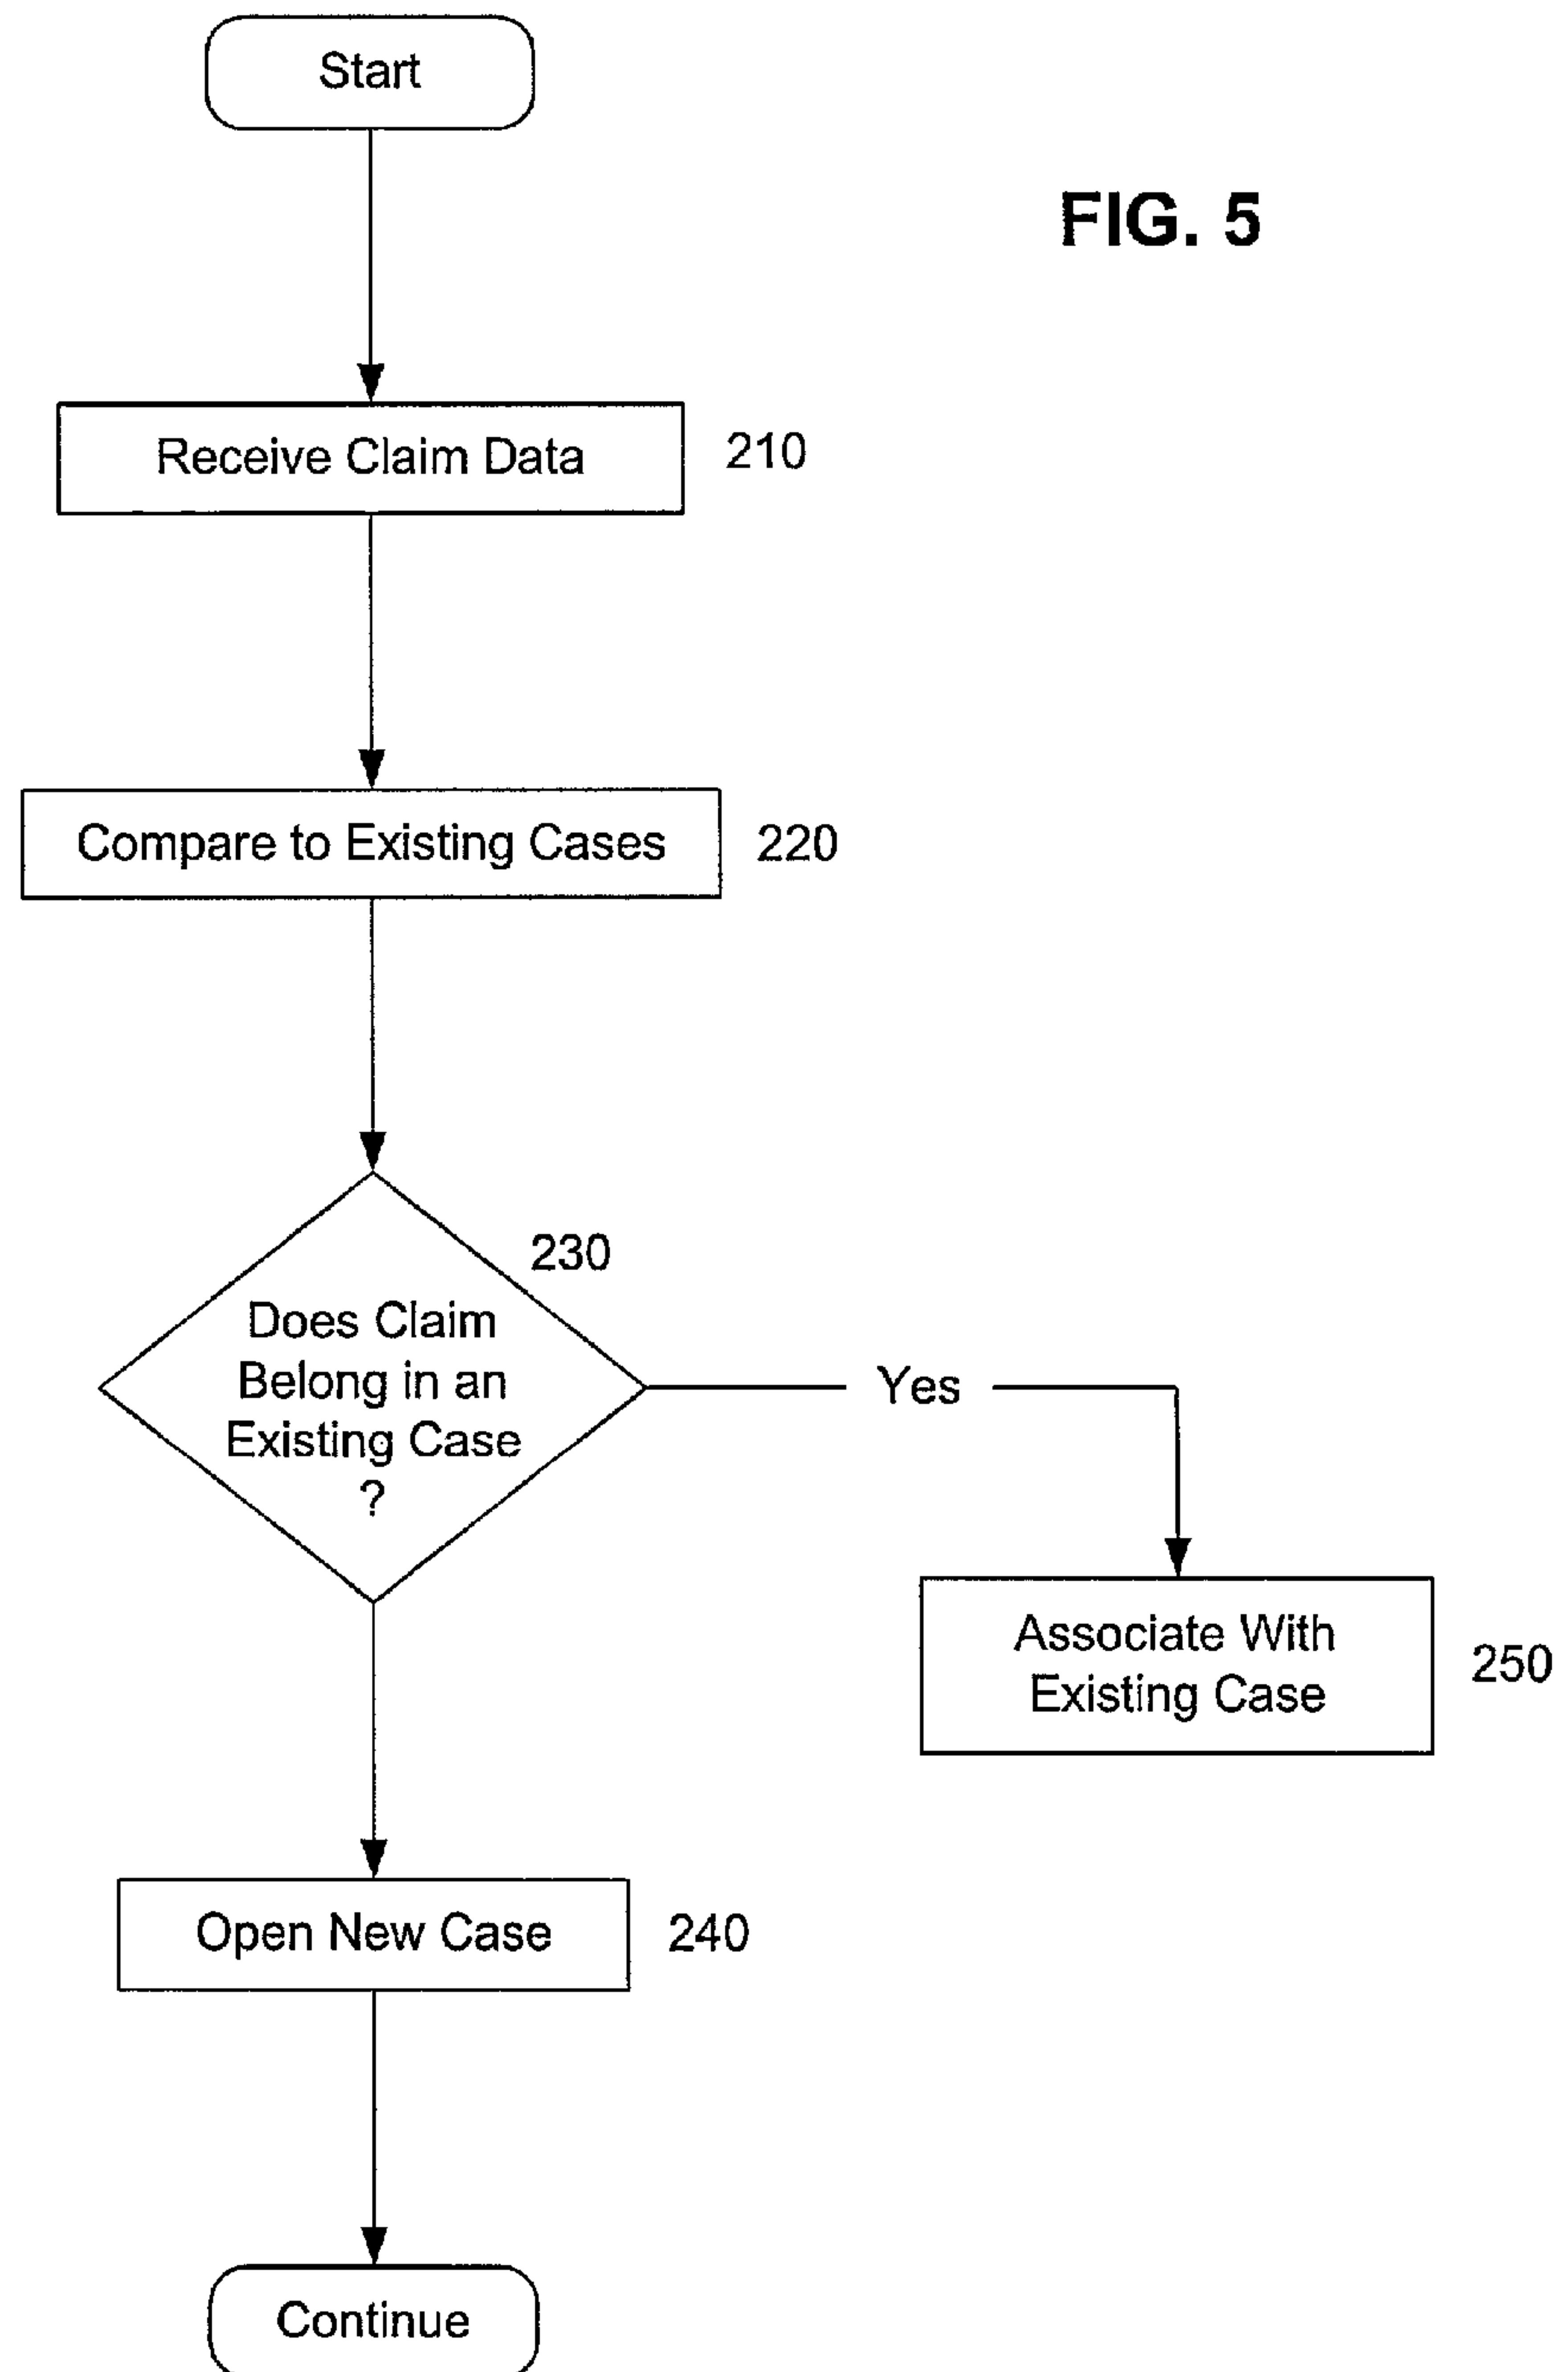 Start
FIG. 5
Receive Claim Data
210
Compare to Existing Cases
220
230
Does Claim
Belong in an
Existing Case
?
Yes
Associate With
Existing Case
250
Open New Case
240
Continue